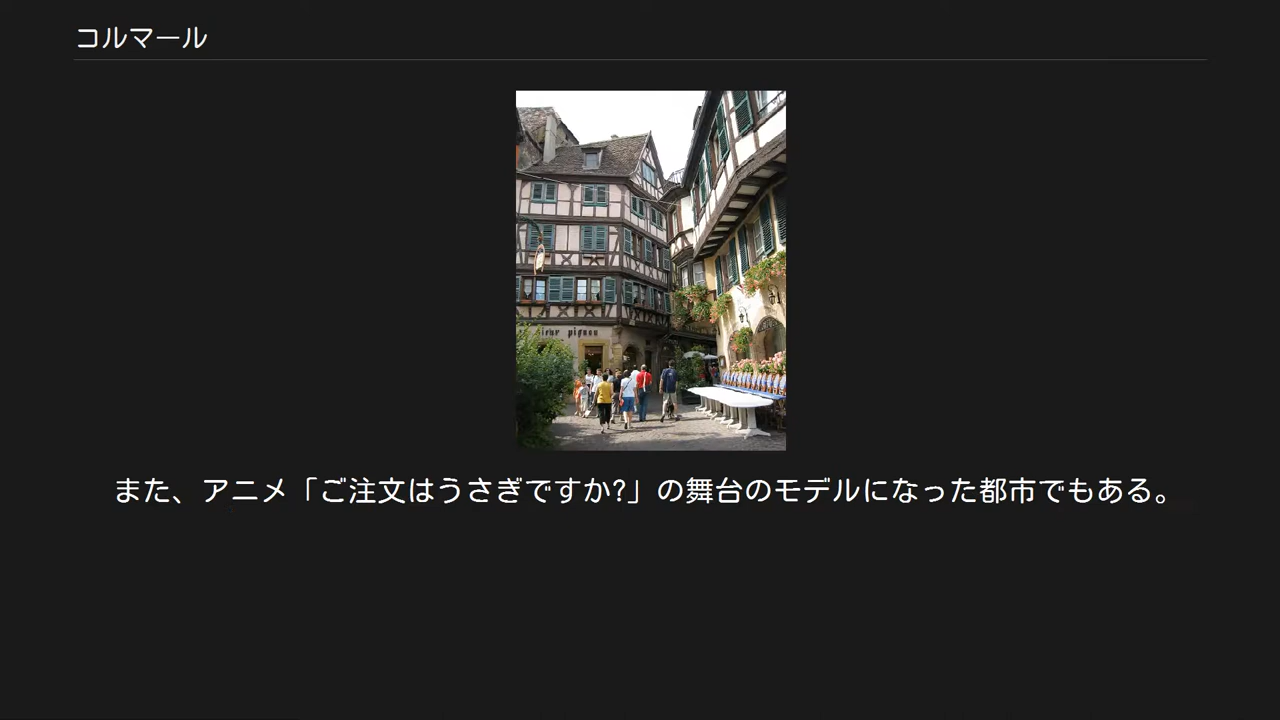 コルマール
pignon
また、アニメ「ご注文はうさぎですか?」の舞台のモデルになった都市でもある。